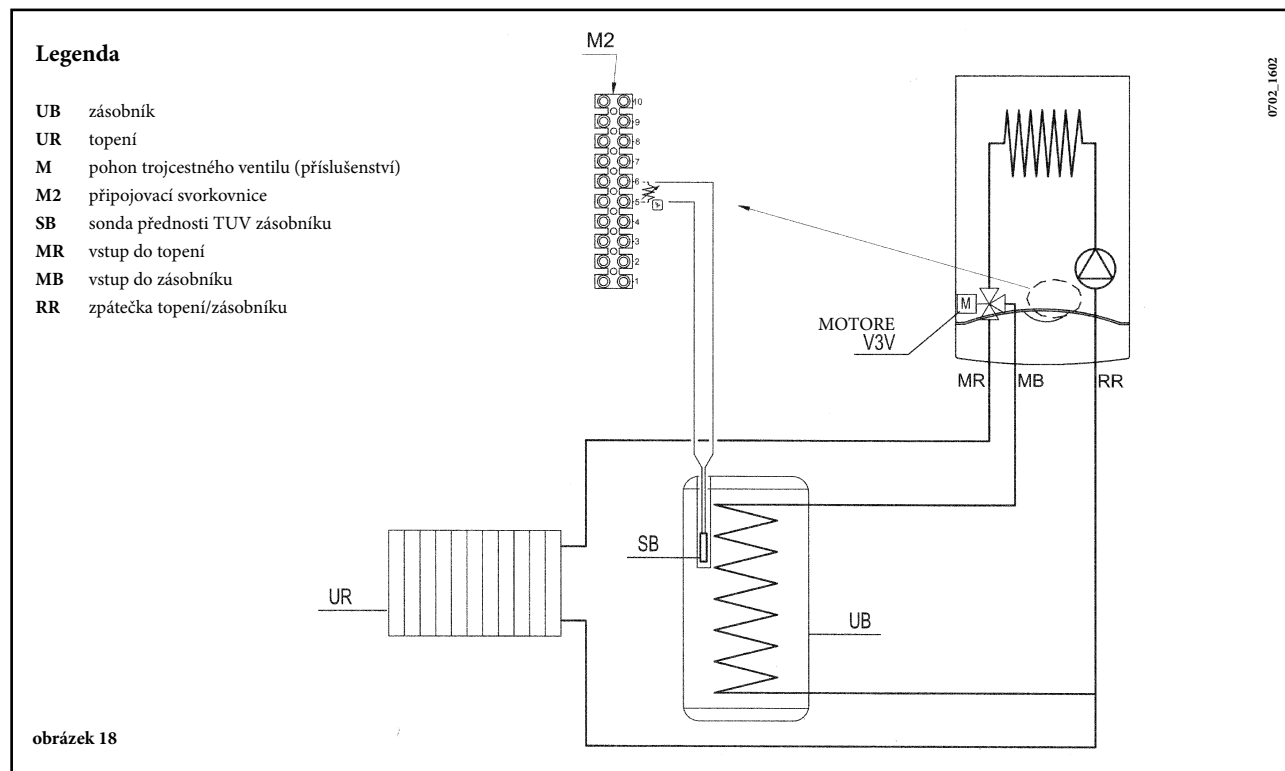 Legenda
UB zásobník
UR topení
M pohon trojcestného ventilu (příslušenství)
M2 připojovací svorkovnice
SB sonda přednosti TUV zásobníku
MR vstup do topení
MB vstup do zásobníku
RR zpátečka topení/zásobníku
M2
10
9
8
7
6
5
4
3
2
1
0702_1602
M
MOTORE
V3V
MR MB RR
SB
UR
UB
obrázek 18